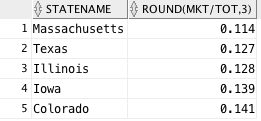 STATENAME ROUND(MKT/TOT,3)
1 Massachusetts 0.114
2 Texas 0.127
3 Illinois 0.128
4 Iowa 0.139
5 Colorado 0.141